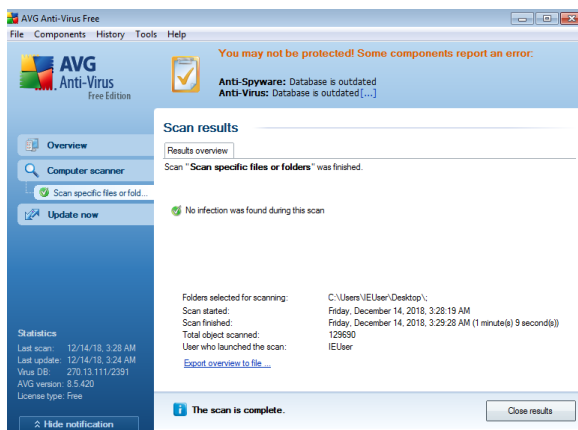 AVG Anti-Virus Free
File Components History Tools Help
AVG
Anti-Virus
Free Edition
You may not be protected! Some components report an error:
Anti-Spyware: Database is outdated
Anti-Virus: Database is outdated[...]
Overview
Computer scanner
Scan specific files or fold...
Update now
Statistics
Last scan: 12/14/18, 3:28 AM
Last update: 12/14/18, 3:24 AM
Virus DB: 270.13.111/2391
AVG version: 8.5.420
License type: Free
Hide notification
Scan results
Results overview
Scan "Scan specific files or folders" was finished.
No infection was found during this scan
Folders selected for scanning: C:\Users\IEUser\Desktop\;
Scan started: Friday, December 14, 2018, 3:28:19 AM
Scan finished: Friday, December 14, 2018, 3:29:28 AM (1 minute(s) 9 second(s))
Total object scanned: 129690
User who launched the scan: IEUser
Export overview to file ...
The scan is complete.
Close results